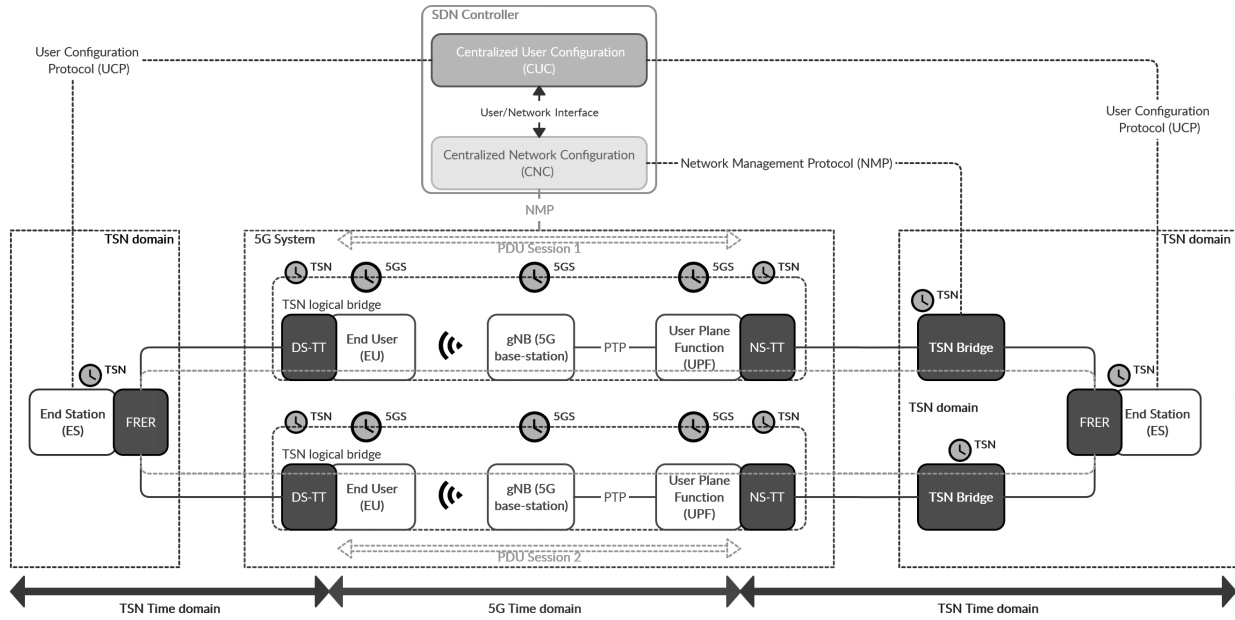 SDN Controller
Centralized User Configuration
(CUC)
User Configuration
Protocol (UCP)
User/Network Interface
User Configuration
Protocol (UCP)
Centralized Network Configuration
(CNC)
Network Management Protocol (NMP)
NMP
TSN domain
5G System
PDU Session 1
TSN domain
TSN
5GS
5GS
5GS
TSN
TSN
TSN logical bridge
DS-TT
End User
(EU)
gNB (5G
base-station)
PTP
User Plane
Function
(UPF)
NS-TT
TSN Bridge
TSN
TSN
End Station
(ES)
FRER
TSN domain
FRER
End Station
(ES)
TSN
5GS
5GS
5GS
TSN
TSN
TSN logical bridge
DS-TT
End User
(EU)
gNB (5G
base-station)
PTP
User Plane
Function
(UPF)
NS-TT
TSN Bridge
PDU Session 2
TSN Time domain
5G Time domain
TSN Time domain